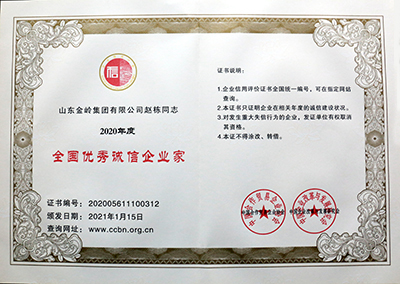 信
山东金岭集团有限公司赵栋同志
2020年度
全国优秀诚信企业家
证书编号：202005611100312
颁发日期：2021年1月15日
查询网址：www.ccbn.org.cn
证书说明：
1.企业信用评价证书全国统一编号，可在指定网站
查询。
2.本证书只证明企业在相关年度的诚信建设状况。
3.对发生重大失信行为的企业，发证单位有权取消
其资格。
4.本证不得涂改、转借。